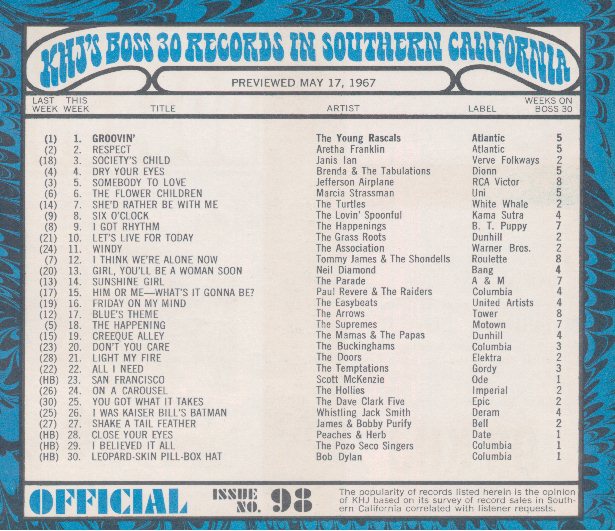 KHJ'S BOSS 30 RECORDS IN SOUTHERN CALIFORNIA
PREVIEWED MAY 17, 1967
LAST WEEK THIS WEEK TITLE ARTIST LABEL WEEKS ON BOSS 30
(1) 1. GROOVIN' The Young Rascals Atlantic 5
(2) 2. RESPECT Aretha Franklin Atlantic 5
(18) 3. SOCIETY'S CHILD Janis Ian Verve Folkways 2
(4) 4. DRY YOUR EYES Brenda & The Tabulations Dionn 5
(3) 5. SOMEBODY TO LOVE Jefferson Airplane RCA Victor 8
(6) 6. THE FLOWER CHILDREN Marcia Strassman Uni 5
(14) 7. SHE'D RATHER BE WITH ME The Turtles White Whale 2
(9) 8. SIX O'CLOCK The Lovin' Spoonful Kama Sutra 4
(8) 9. I GOT RHYTHM The Happenings B. T. Puppy 7
(21) 10. LET'S LIVE FOR TODAY The Grass Roots Dunhill 2
(24) 11. WINDY The Association Warner Bros. 2
(7) 12. I THINK WE'RE ALONE NOW Tommy James & The Shondells Roulette 8
(20) 13. GIRL, YOU'LL BE A WOMAN SOON Neil Diamond Bang 4
(13) 14. SUNSHINE GIRL The Parade A & M 7
(17) 15. HIM OR ME—WHAT'S IT GONNA BE? Paul Revere & The Raiders Columbia 4
(19) 16. FRIDAY ON MY MIND The Easybeats United Artists 4
(12) 17. BLUE'S THEME The Arrows Tower 8
(5) 18. THE HAPPENING The Supremes Motown 7
(15) 19. CREEQUE ALLEY The Mamas & The Papas Dunhill 4
(23) 20. DON'T YOU CARE The Buckinghams Columbia 3
(28) 21. LIGHT MY FIRE The Doors Elektra 2
(22) 22. ALL I NEED The Temptations Gordy 3
(HB) 23. SAN FRANCISCO Scott McKenzie Ode 1
(26) 24. ON A CAROUSEL The Hollies Imperial 2
(30) 25. YOU GOT WHAT IT TAKES The Dave Clark Five Epic 2
(25) 26. I WAS KAISER BILL'S BATMAN Whistling Jack Smith Deram 4
(27) 27. SHAKE A TAIL FEATHER James & Bobby Purify Bell 2
(HB) 28. CLOSE YOUR EYES Peaches & Herb Date 1
(HB) 29. I BELIEVED IT ALL The Pozo Seco Singers Columbia 1
(HB) 30. LEOPARD-SKIN PILL-BOX HAT Bob Dylan Columbia 1
OFFICIAL ISSUE NO. 98
The popularity of records listed herein is the opinion
of KHJ based on its survey of record sales in South-
ern California correlated with listener requests.